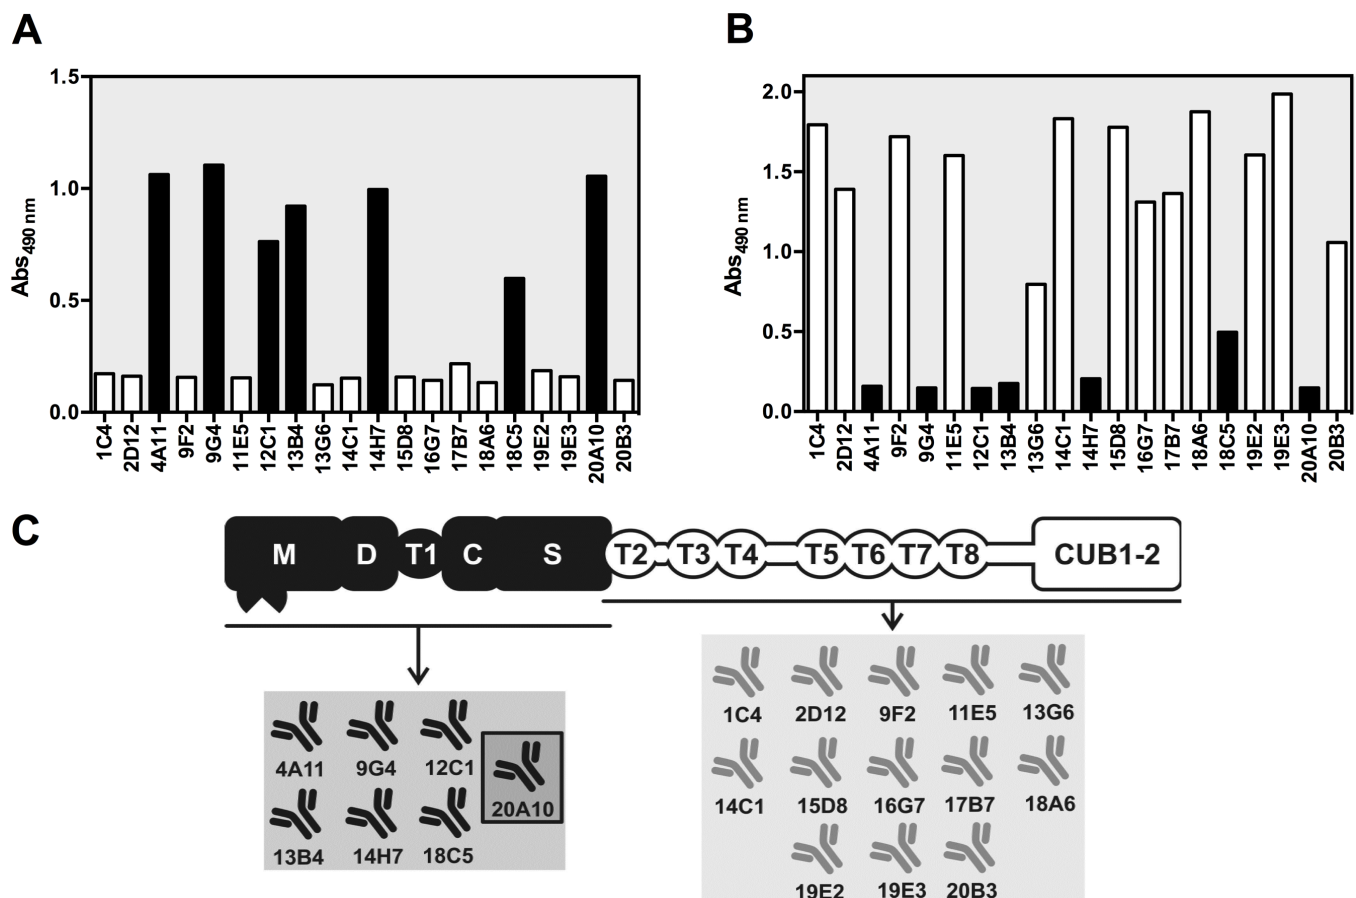 A
B
1.5
1.0
0.5
0.0
Abs490 nm
1C4
2D12
4A11
9F2
9G4
11E5
12C1
13B4
13G6
14C1
14H7
15D8
16G7
17B7
18A6
18C5
19E2
19E3
20A10
20B3
2.0
1.5
1.0
0.5
0.0
Abs490 nm
1C4
2D12
4A11
9F2
9G4
11E5
12C1
13B4
13G6
14C1
14H7
15D8
16G7
17B7
18A6
18C5
19E2
19E3
20A10
20B3
C
M D T1 C S T2 T3 T4 T5 T6 T7 T8 CUB1-2
4A11 9G4 12C1
20A10
13B4 14H7 18C5
1C4 2D12 9F2 11E5 13G6
14C1 15D8 16G7 17B7 18A6
19E2 19E3 20B3